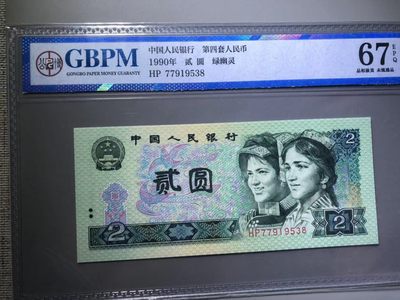 GBPM
GONGBO PAPER MONEY GUARANTY
中国人民银行 第四套人民币
1990年 贰圆 绿幽灵
HP 77919538
67 EPQ
中国人民银行
贰圆
2
2
2
HP77919538